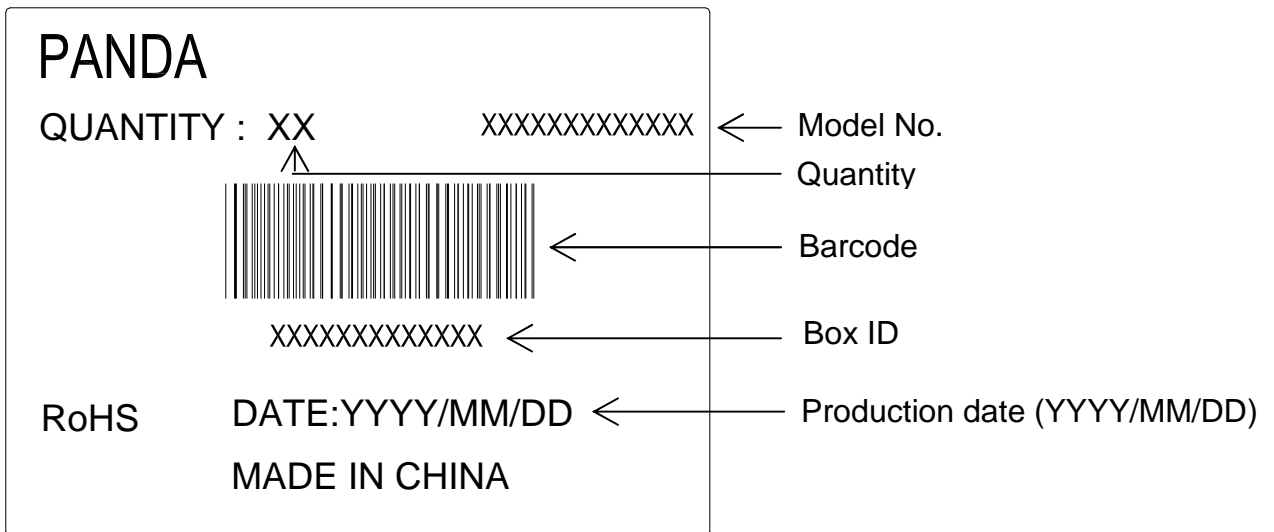 PANDA
QUANTITY : XX XXXXXXXXXXXXX Model No.
Quantity
Barcode
XXXXXXXXXXXXX Box ID
RoHS DATE:YYYY/MM/DD Production date (YYYY/MM/DD)
MADE IN CHINA